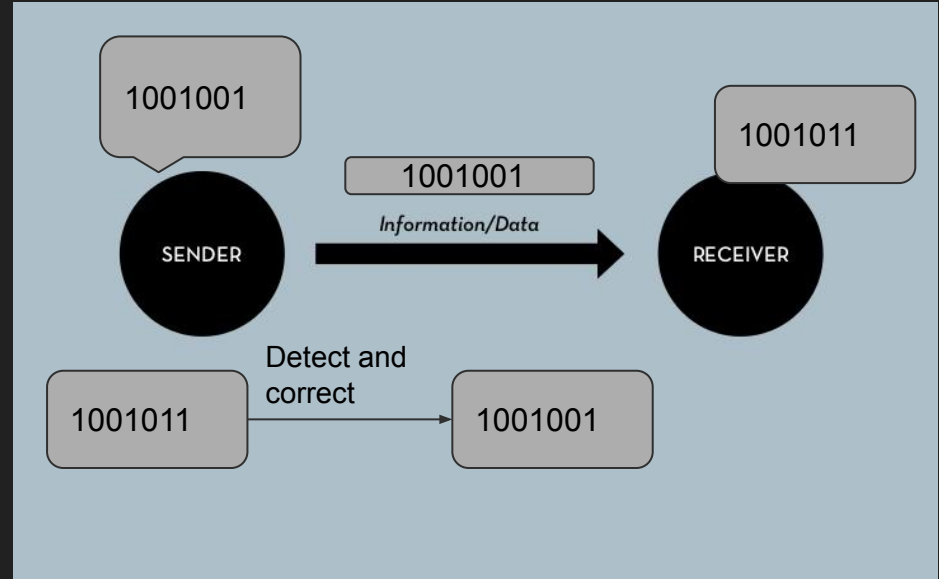 1001001
1001011
1001001
Information/Data
SENDER
RECEIVER
Detect and
correct
1001011
1001001